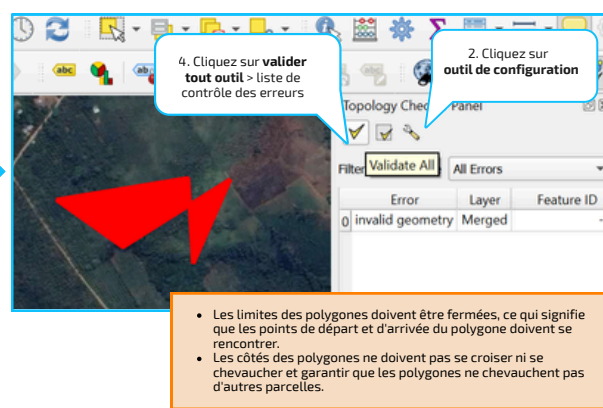 4. Cliquez sur valider
tout outil > liste de
contrôle des erreurs
2. Cliquez sur
outil de configuration
abc
Topology Panel
Validate All
All Errors
Error Layer Feature ID
0 invalid geometry Merged
• Les limites des polygones doivent être fermées, ce qui signifie
que les points de départ et d'arrivée du polygone doivent se
rencontrer.
• Les côtés des polygones ne doivent pas se croiser ni se
chevaucher et garantir que les polygones ne chevauchent pas
d'autres parcelles.